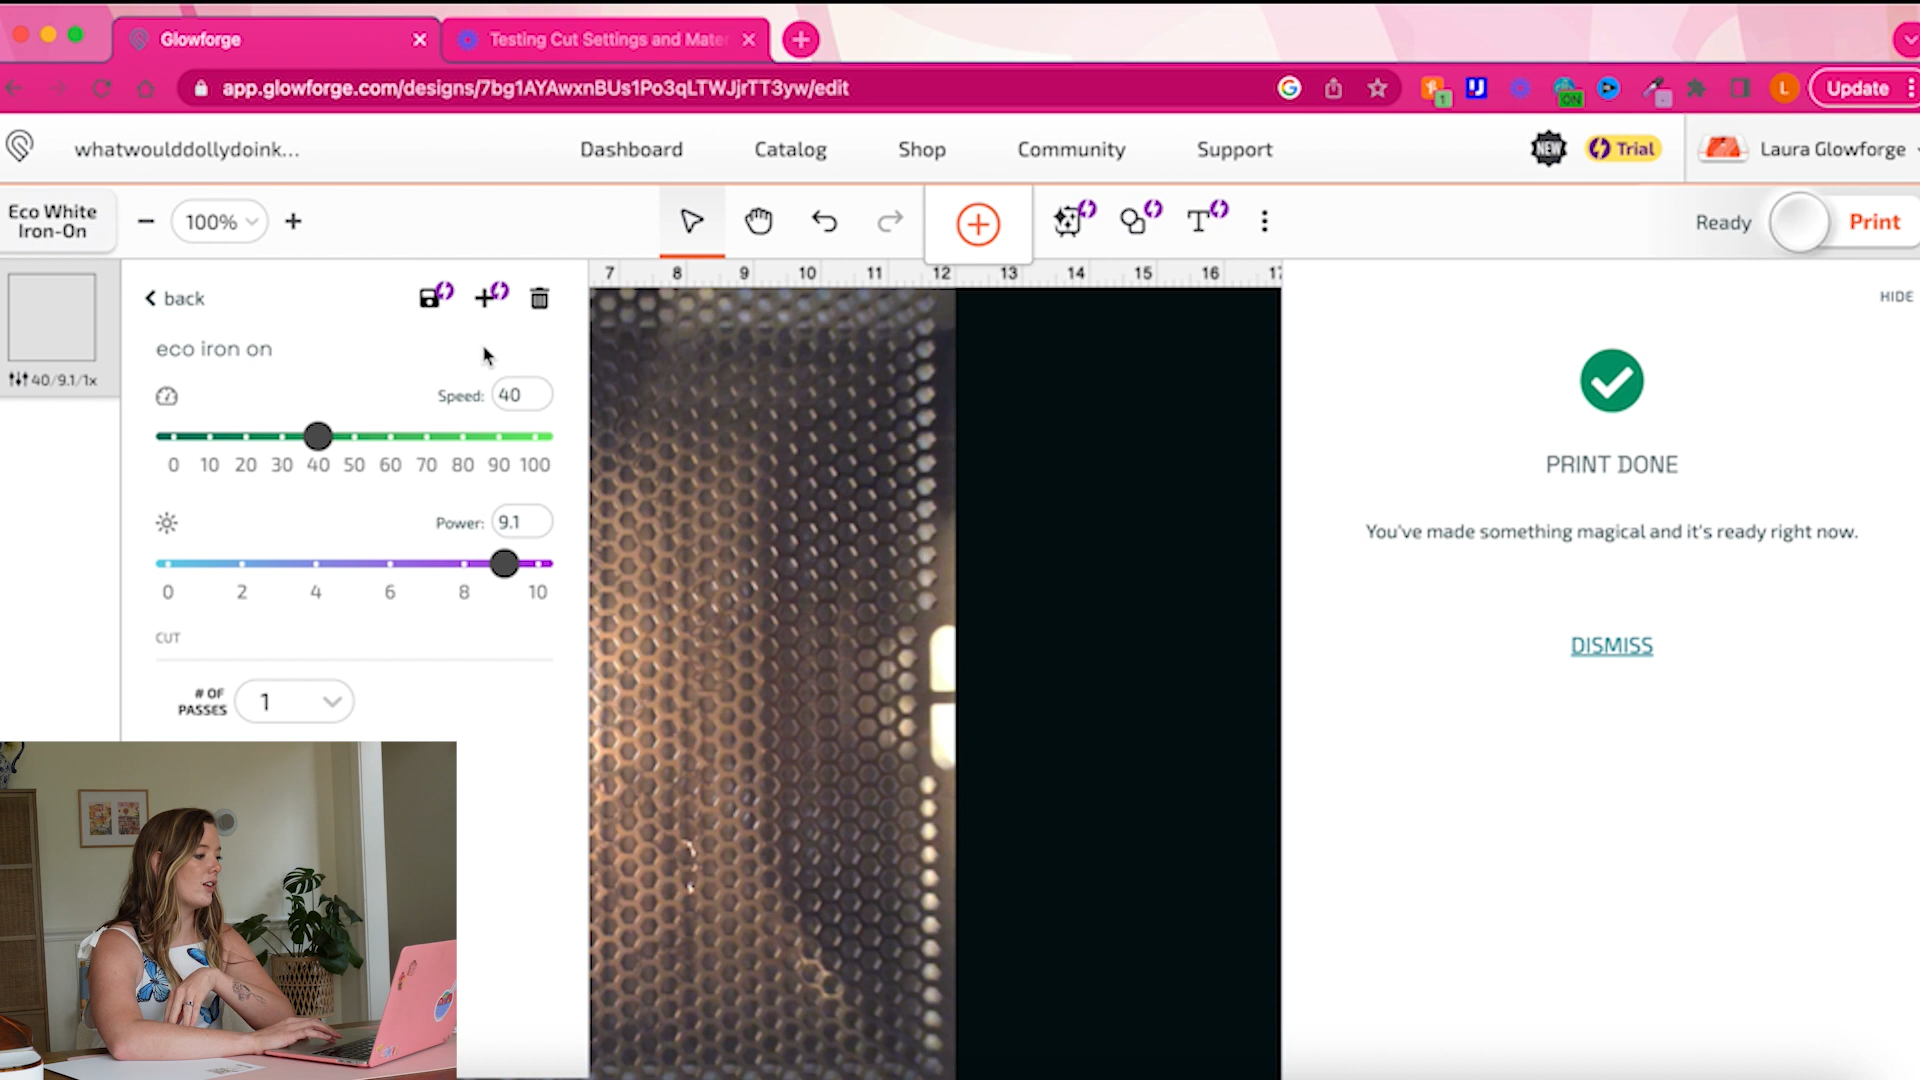 Glowforge
Testing Cut Settings and Mate
app.glowforge.com/designs/7bg1AYAwxnBUs1Po3qLTWJjrTT3yw/edit
1
ON
L
Update
whatwoulddollydoink...
Dashboard
Catalog
Shop
Community
Support
NEW
Trial
Laura Glowforge
Eco White
Iron-On
100%
Ready
Print
7 8 9 10 11 12 13 14 15 16 17
back
HIDE
eco iron on
40/9.1/1x
Speed: 40
0 10 20 30 40 50 60 70 80 90 100
PRINT DONE
Power: 9.1
You've made something magical and it's ready right now.
0 2 4 6 8 10
CUT
DISMISS
# OF
PASSES
1